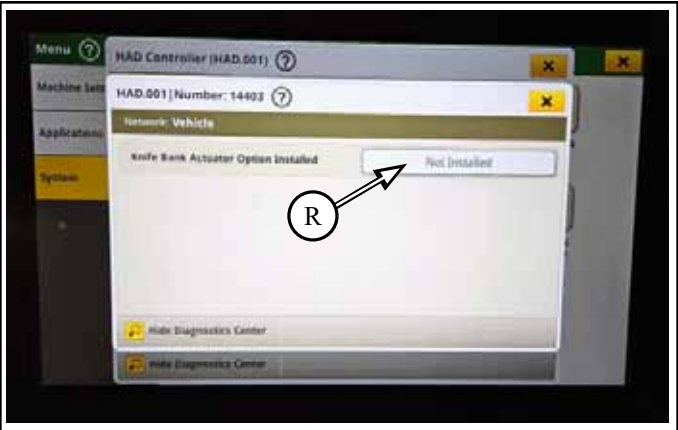 Menu ?
HAD Controller (HAD.001) ?
Machine Sett
HAD.001|Number: 14403 ?
Network: Vehicle
Applications
Knife Bank Actuator Option Installed
Not Installed
System
R
Hide Diagnostics Center
Hide Diagnostics Center